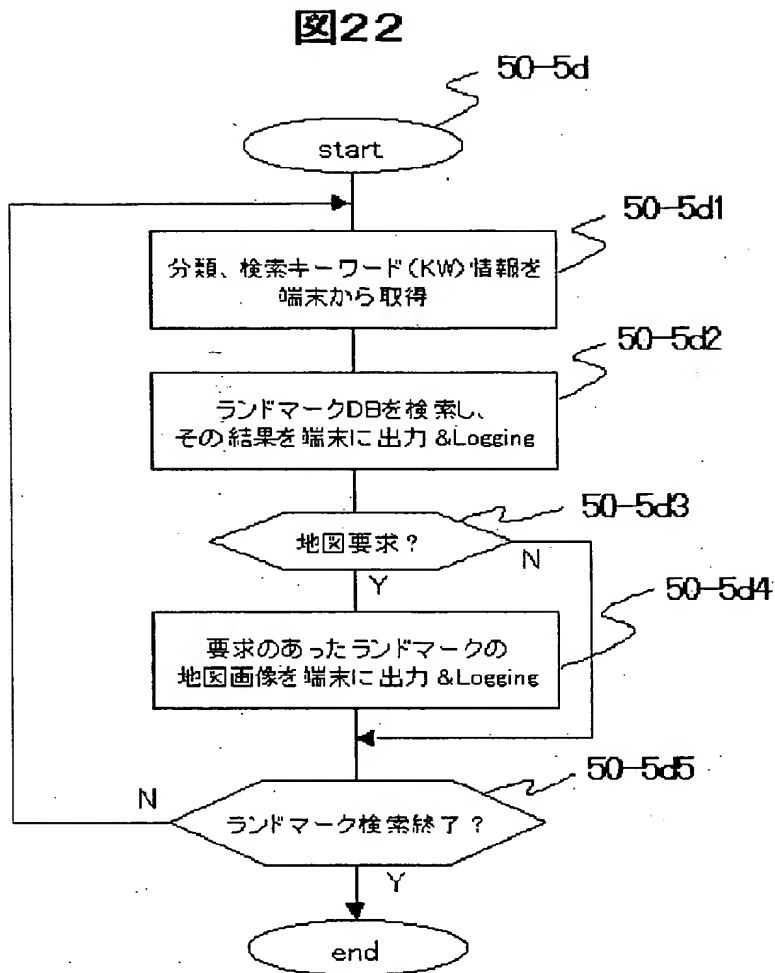 図22
50-5d
start
50-5d1
分類、検索キーワード(KW)情報を
端末から取得
50-5d2
ランドマークDBを検索し、
その結果を端末に出力 &Logging
50-5d3
地図要求?
N
Y
50-5d4
要求のあったランドマークの
地図画像を端末に出力 &Logging
50-5d5
N
ランドマーク検索終了?
Y
end